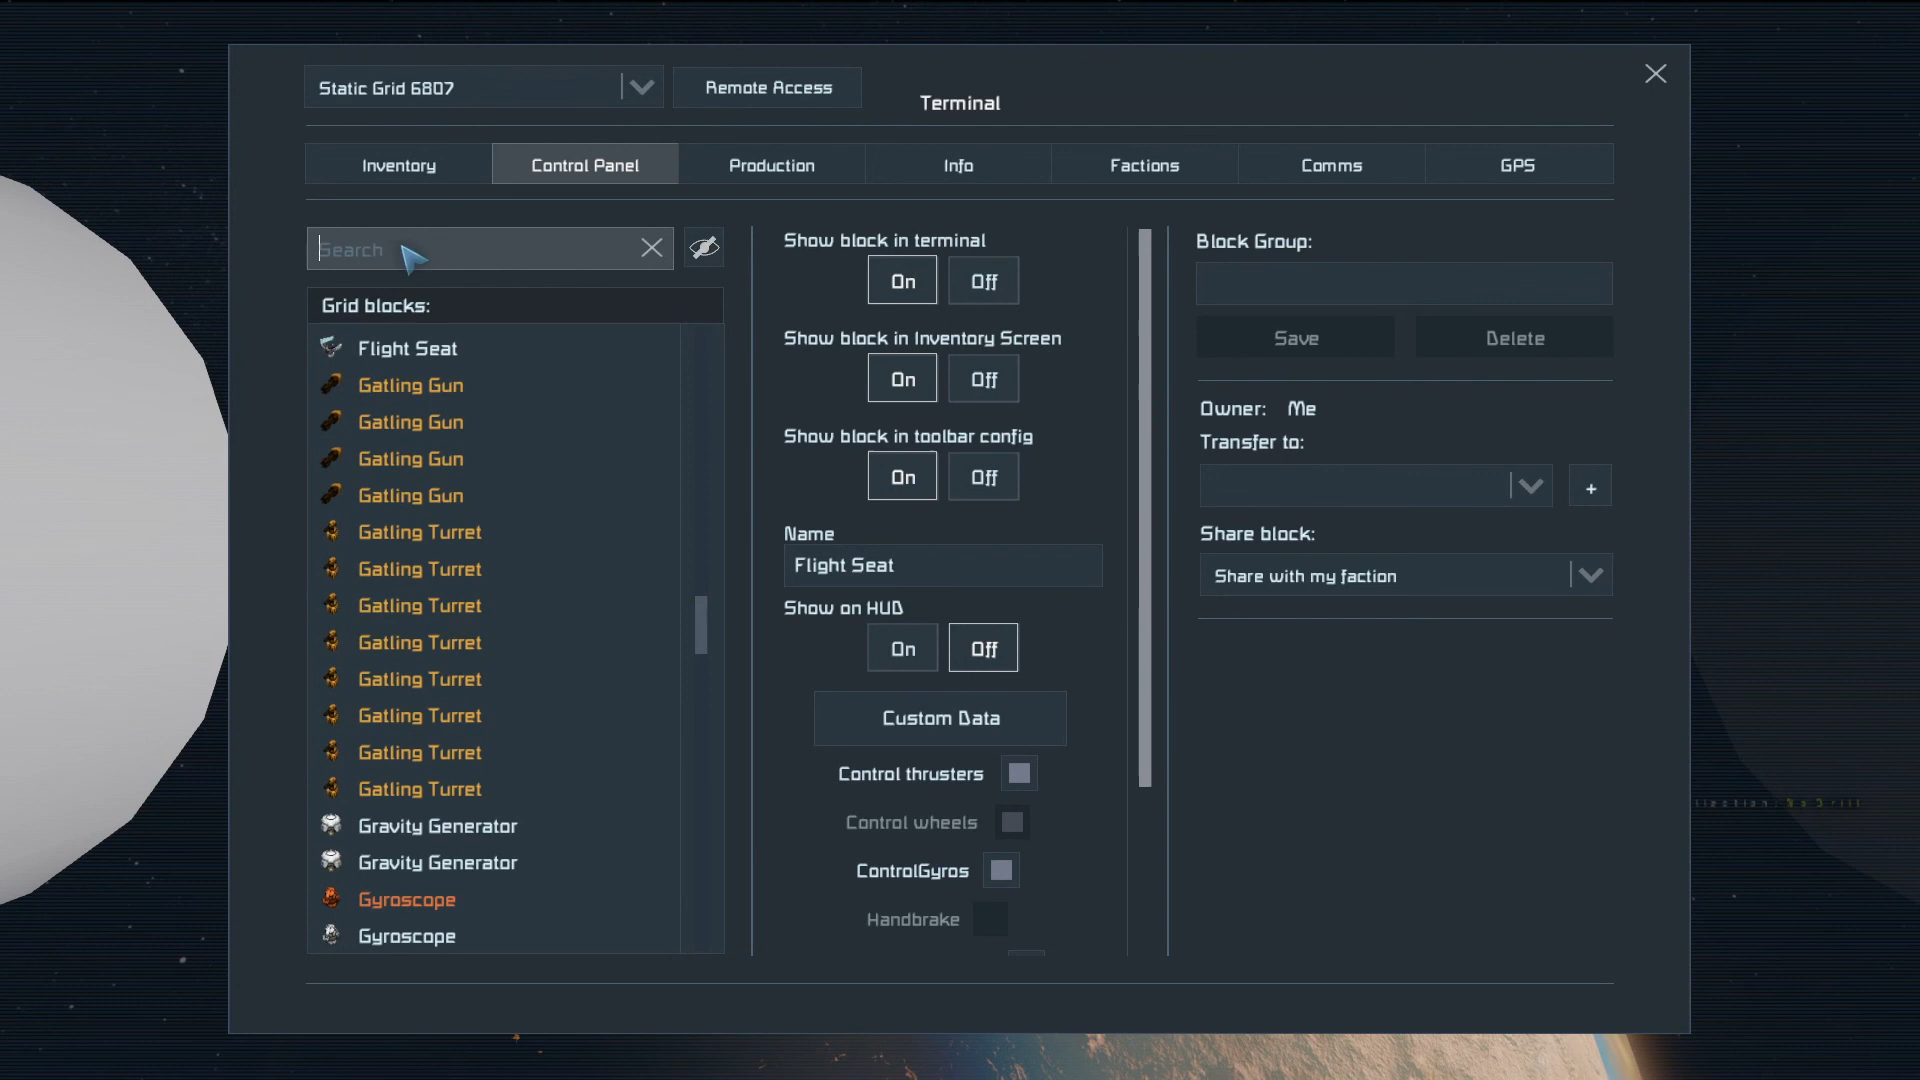 Static Grid 6807
Remote Access
Terminal
Inventory
Control Panel
Production
Info
Factions
Comms
GPS
Search
Grid blocks:
Flight Seat
Gatling Gun
Gatling Gun
Gatling Gun
Gatling Gun
Gatling Turret
Gatling Turret
Gatling Turret
Gatling Turret
Gatling Turret
Gatling Turret
Gatling Turret
Gatling Turret
Gravity Generator
Gravity Generator
Gyroscope
Gyroscope
Show block in terminal
On Off
Show block in Inventory Screen
On Off
Show block in toolbar config
On Off
Name
Flight Seat
Show on HUD
On Off
Custom Data
Control thrusters
Control wheels
ControlGyros
Handbrake
Block Group:
Save Delete
Owner: Me
Transfer to:
+
Share block:
Share with my faction